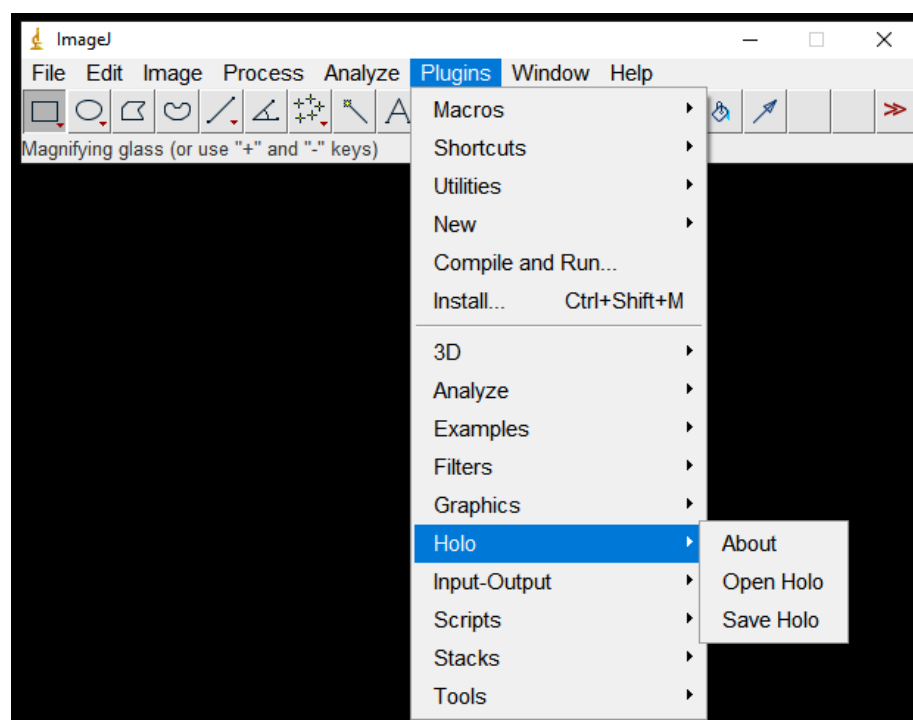 ImageJ
File Edit Image Process Analyze Plugins Window Help
A
Magnifying glass (or use "+" and "-" keys)
Macros
Shortcuts
Utilities
New
Compile and Run...
Install... Ctrl+Shift+M
3D
Analyze
Examples
Filters
Graphics
Holo
About
Input-Output
Open Holo
Scripts
Save Holo
Stacks
Tools